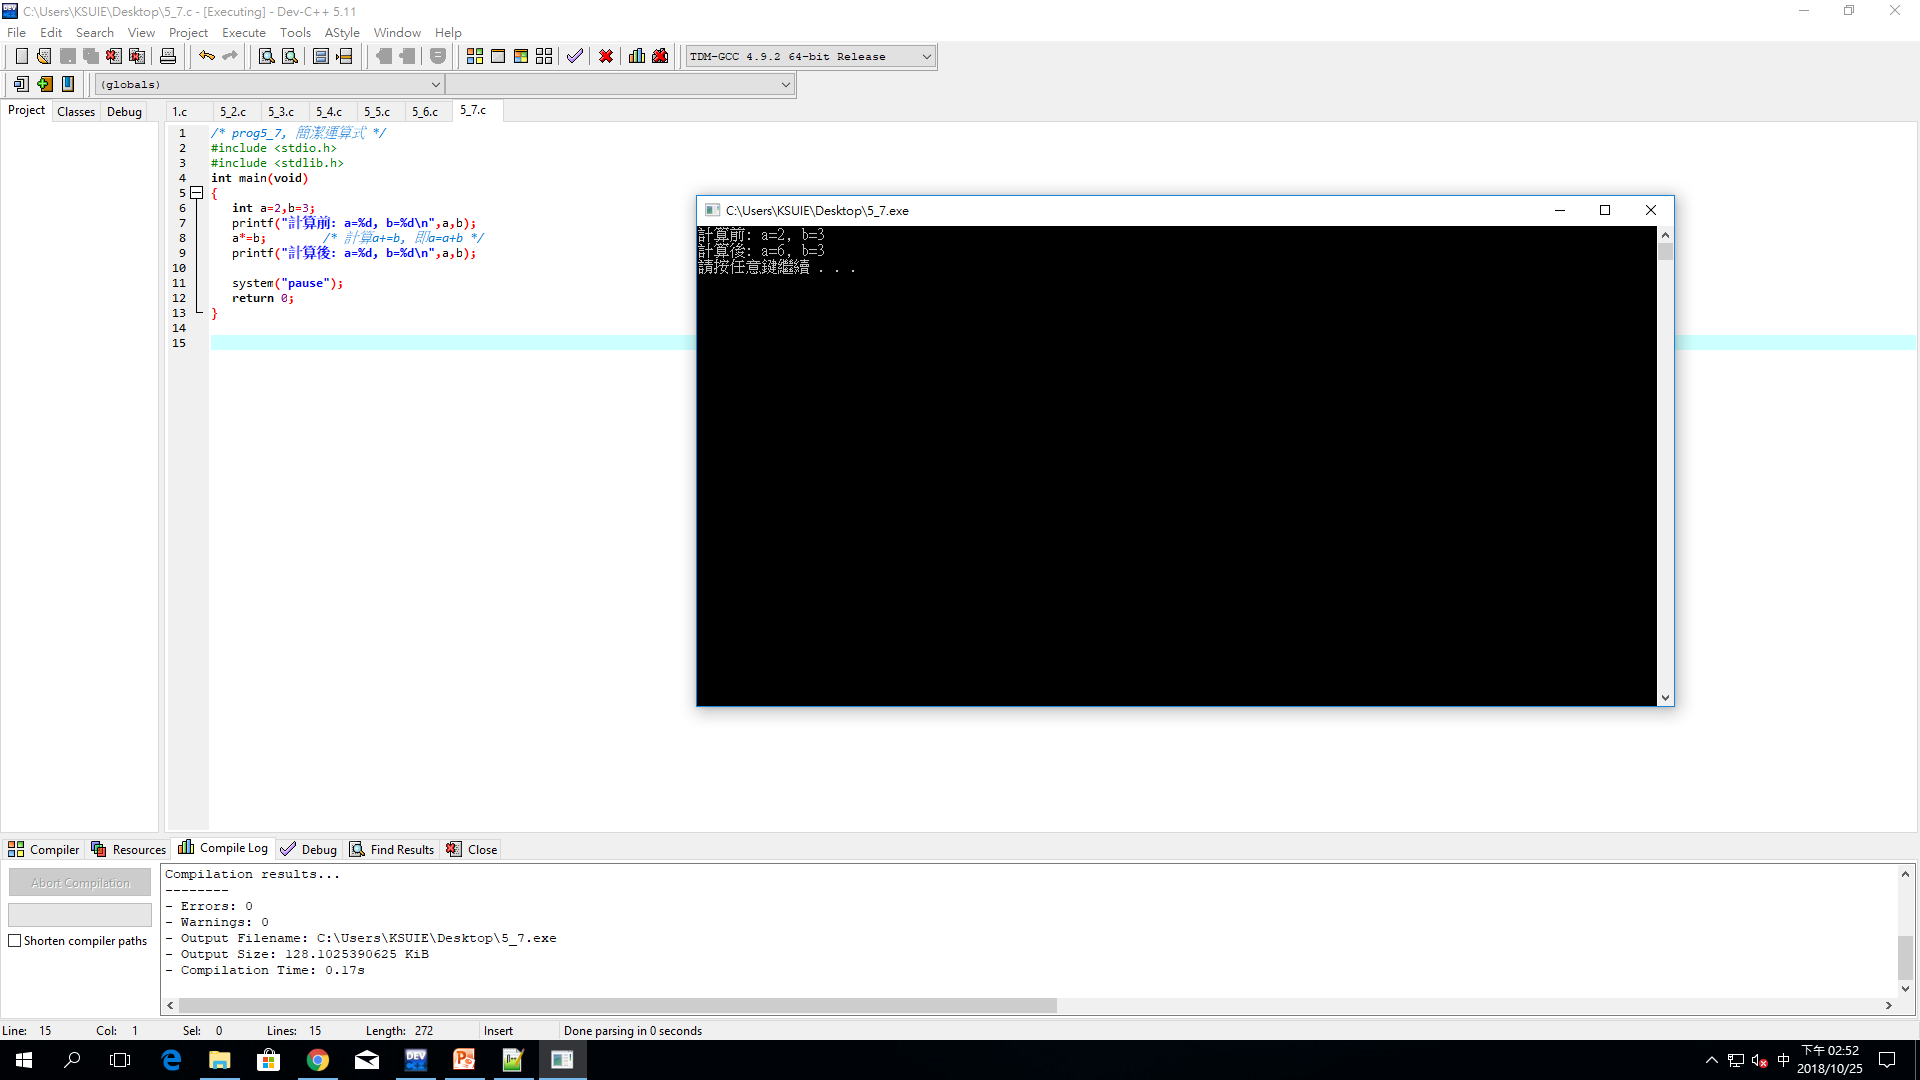 C:\Users\KSUIE\Desktop\5_7.c - [Executing] - Dev-C++ 5.11
File Edit Search View Project Execute Tools AStyle Window Help
TDM-GCC 4.9.2 64-bit Release
(globals)
Project Classes Debug
1.c 5_2.c 5_3.c 5_4.c 5_5.c 5_6.c 5_7.c
1 /* prog5_7, 簡潔運算式 */
2 #include <stdio.h>
3 #include <stdlib.h>
4 int main(void)
5 {
6 int a=2,b=3;
7 printf("計算前: a=%d, b=%d\n",a,b);
8 a*=b; /* 計算a+=b, 即a=a+b */
9 printf("計算後: a=%d, b=%d\n",a,b);
10
11 system("pause");
12 return 0;
13 }
14
15
C:\Users\KSUIE\Desktop\5_7.exe
計算前: a=2, b=3
計算後: a=6, b=3
請按任意鍵繼續 . . .
Compiler Resources Compile Log Debug Find Results Close
Abort Compilation
Shorten compiler paths
Compilation results...
--------
- Errors: 0
- Warnings: 0
- Output Filename: C:\Users\KSUIE\Desktop\5_7.exe
- Output Size: 128.1025390625 KiB
- Compilation Time: 0.17s
Line: 15 Col: 1 Sel: 0 Lines: 15 Length: 272 Insert Done parsing in 0 seconds
DEV
中
下午 02:52
2018/10/25